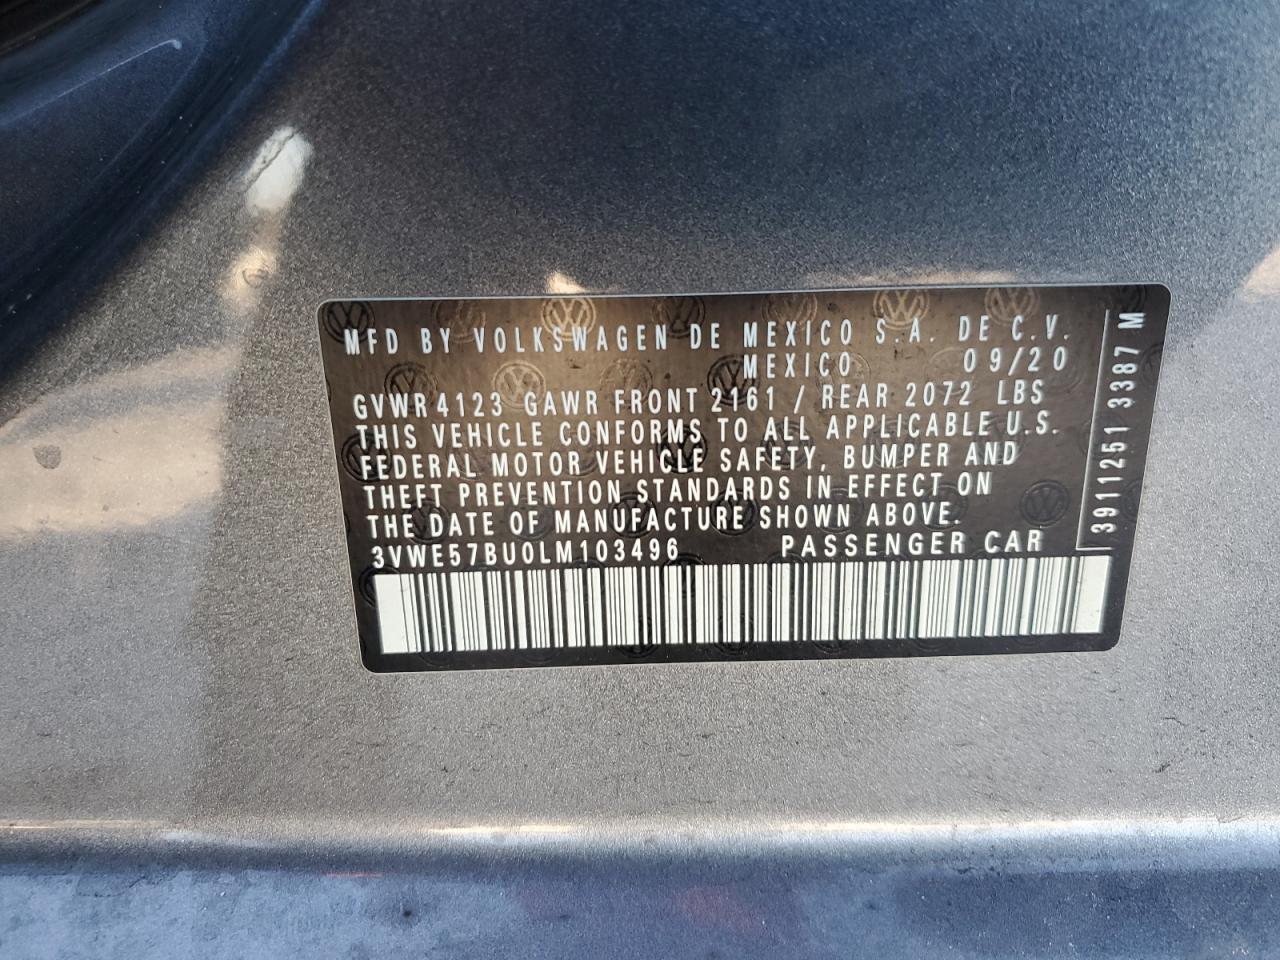 MFD BY VOLKSWAGEN DE MEXICO S.A. DE C.V.
MEXICO 09/20
GVWR 4123 GAWR FRONT 2161 / REAR 2072 LBS
THIS VEHICLE CONFORMS TO ALL APPLICABLE U.S.
FEDERAL MOTOR VEHICLE SAFETY, BUMPER AND
THEFT PREVENTION STANDARDS IN EFFECT ON
THE DATE OF MANUFACTURE SHOWN ABOVE.
3VWE57BU0LM103496 PASSENGER CAR
3911251 3387 M